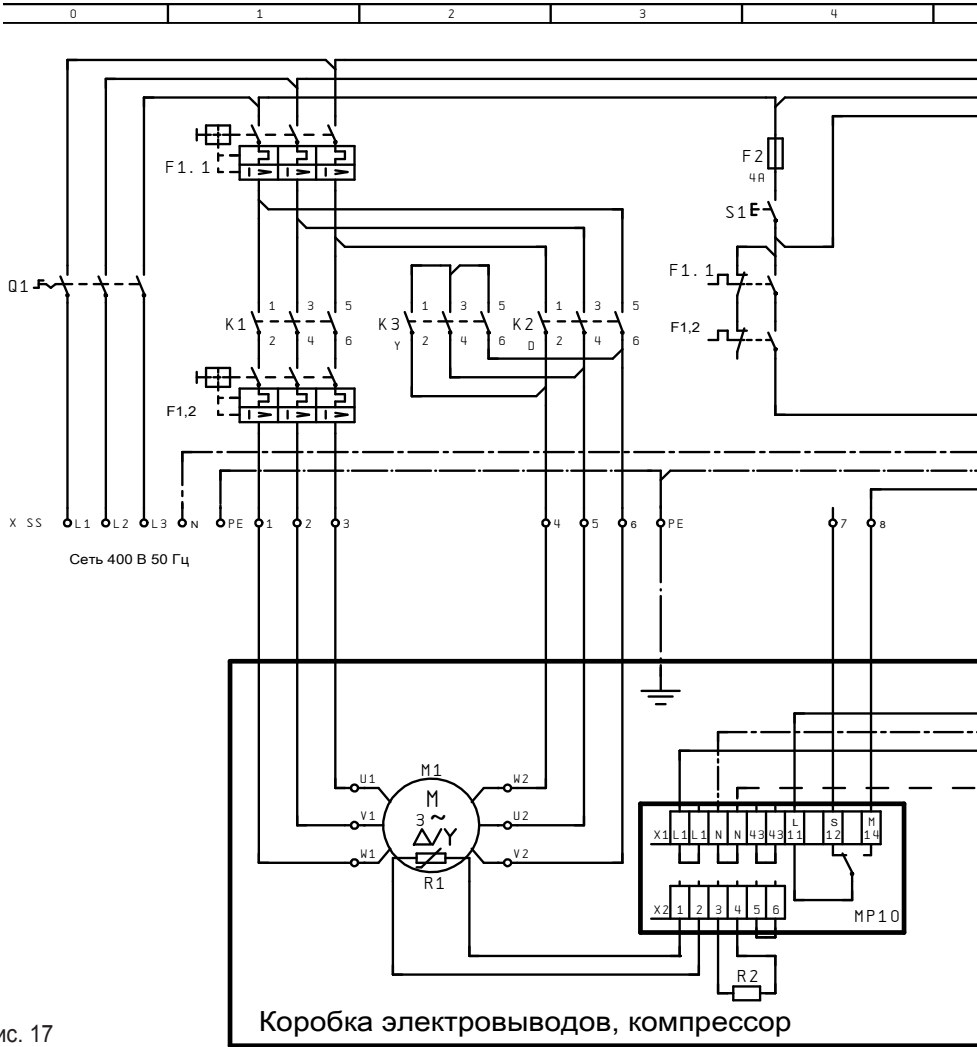 0 1 2 3 4
F1.1
F2
4A
S1
Q1
F1.1
1 3 5 1 3 5 1 3 5
K1 K3 K2 F1,2
2 4 6 Y 2 4 6 D 2 4 6
F1,2
X SS L1 L2 L3 N PE 1 2 3 4 5 6 PE 7 8
Сеть 400 В 50 Гц
M1
U1 W2
M
V1 3 ~ U2
Δ/Y
W1 V2
R1
L S M
X1 L1 L1 N N 43 43 11 12 14
X2 1 2 3 4 5 6 MP10
R2
Коробка электровыводов, компрессор
ис. 17